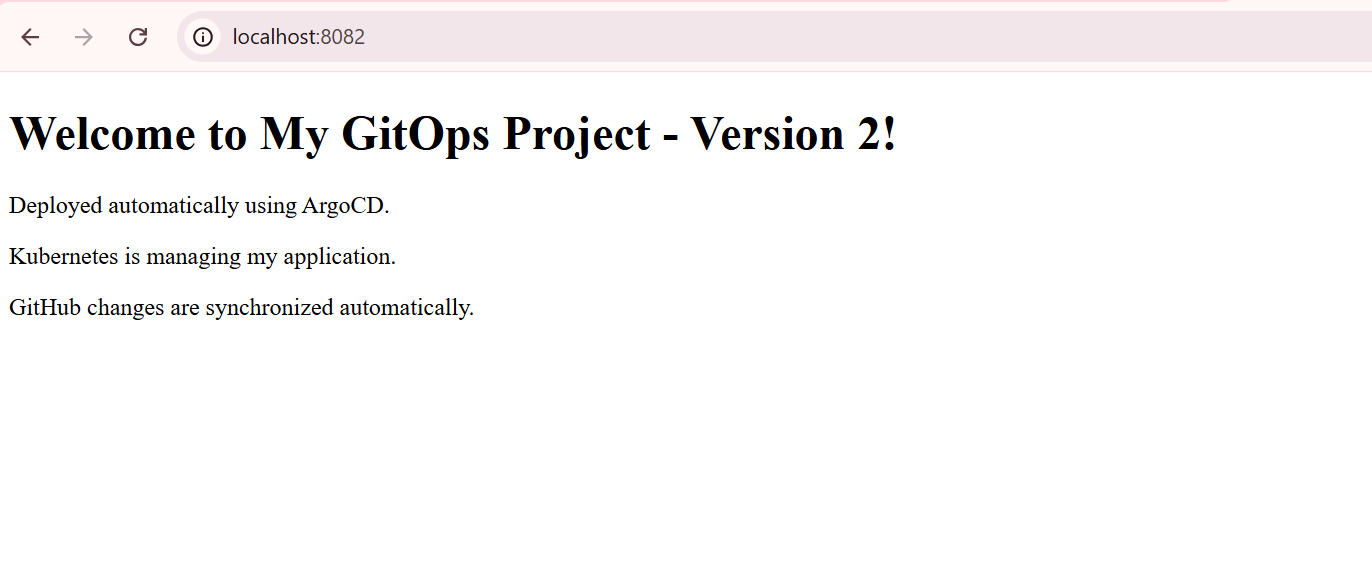 localhost:8082
Welcome to My GitOps Project - Version 2!
Deployed automatically using ArgoCD.
Kubernetes is managing my application.
GitHub changes are synchronized automatically.